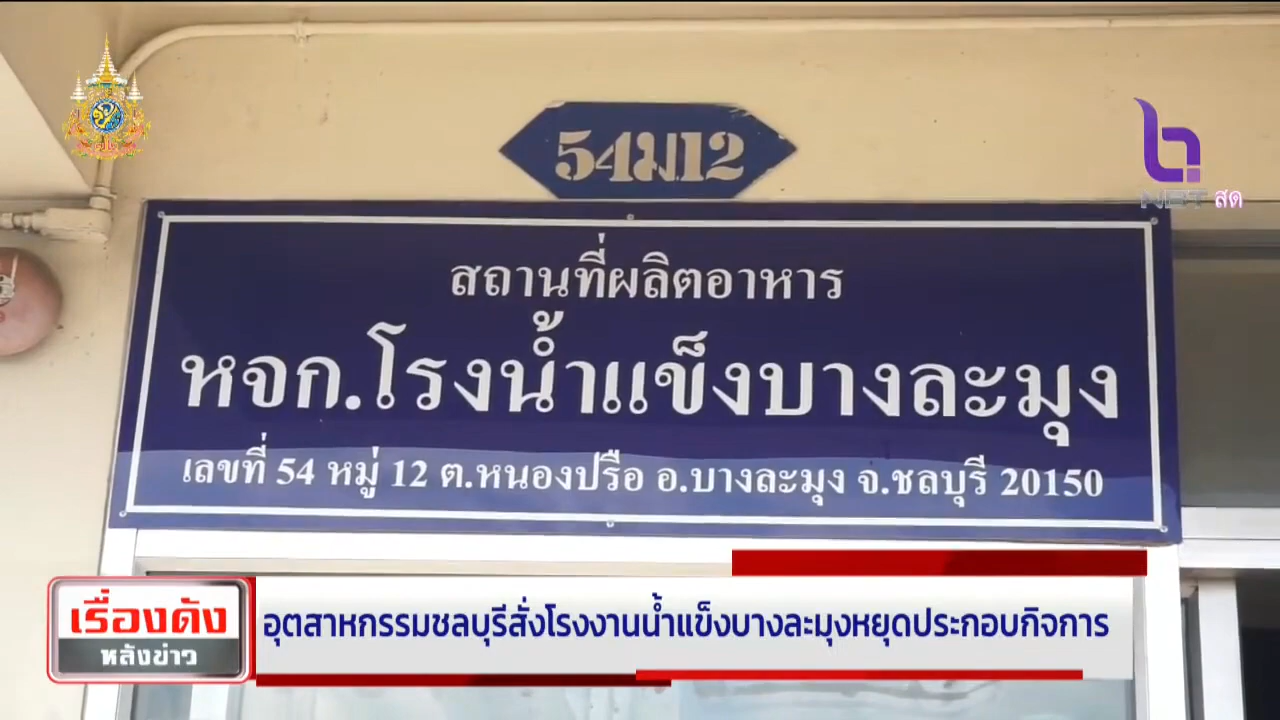 54ม.12
NBT สด
สถานที่ผลิตอาหาร
หจก.โรงน้ำแข็งบางละมุง
เลขที่ 54 หมู่ 12 ต.หนองปรือ อ.บางละมุง จ.ชลบุรี 20150
เรื่องดัง
หลังข่าว
อุตสาหกรรมชลบุรีสั่งโรงงานน้ำแข็งบางละมุงหยุดประกอบกิจการ